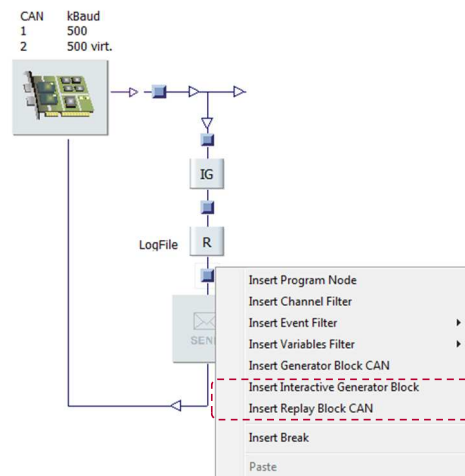 CAN kBaud
1 500
2 500 virt.
IG
LogFile R
SEN
Insert Program Node
Insert Channel Filter
Insert Event Filter
Insert Variables Filter
Insert Generator Block CAN
Insert Interactive Generator Block
Insert Replay Block CAN
Insert Break
Paste